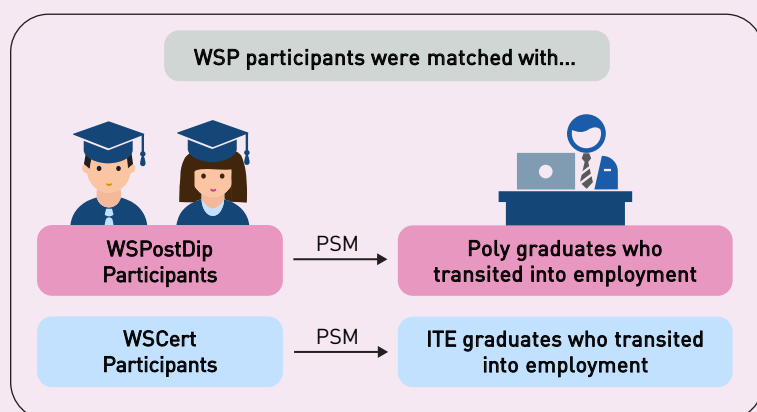 WSP participants were matched with...
WSPostDip
Participants
PSM
Poly graduates who
transited into employment
WSCert
Participants
PSM
ITE graduates who transited
into employment